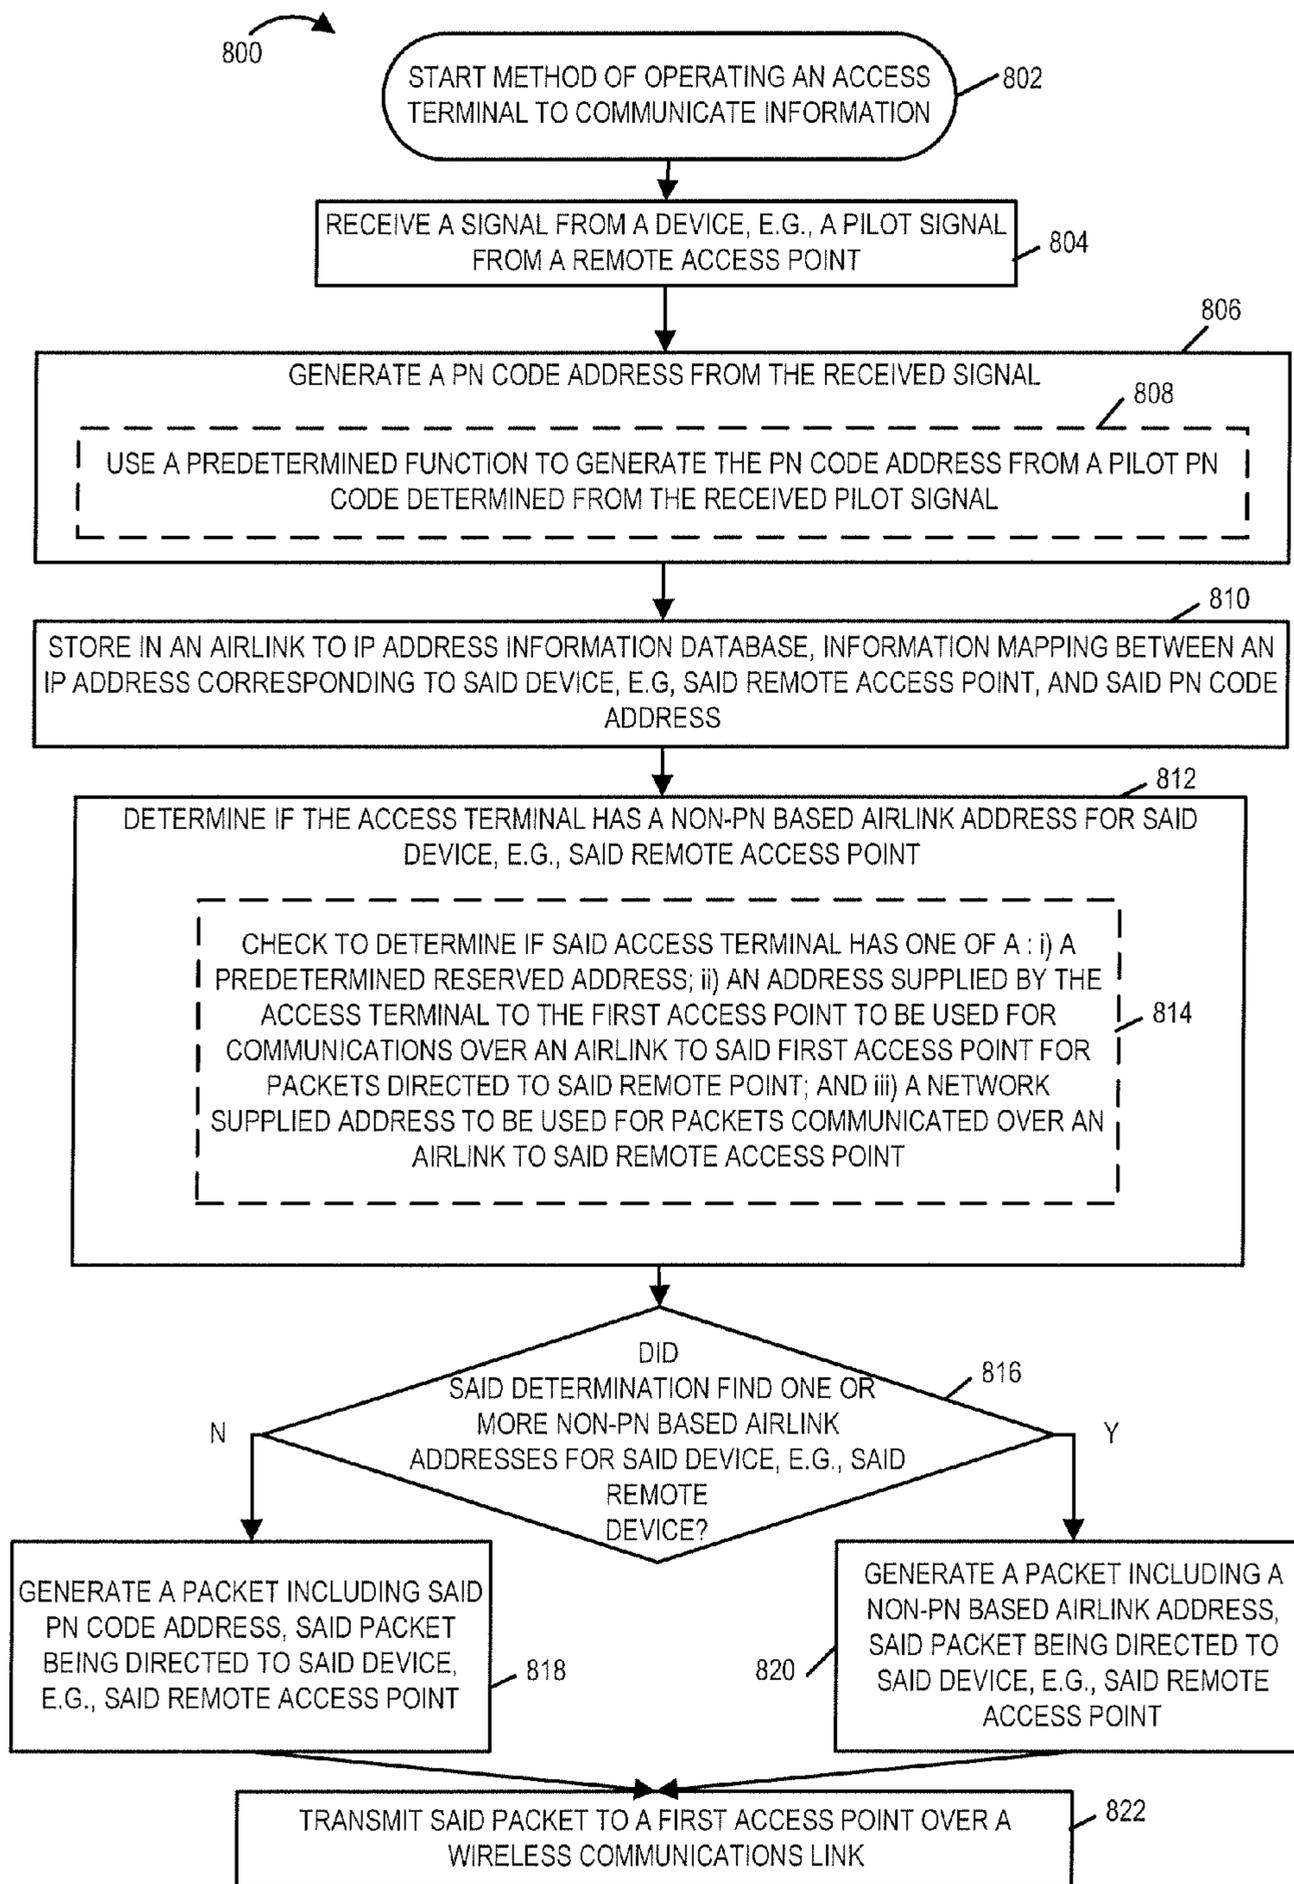 800
START METHOD OF OPERATING AN ACCESS
TERMINAL TO COMMUNICATE INFORMATION
802
RECEIVE A SIGNAL FROM A DEVICE, E.G., A PILOT SIGNAL
FROM A REMOTE ACCESS POINT
804
806
GENERATE A PN CODE ADDRESS FROM THE RECEIVED SIGNAL
808
USE A PREDETERMINED FUNCTION TO GENERATE THE PN CODE ADDRESS FROM A PILOT PN
CODE DETERMINED FROM THE RECEIVED PILOT SIGNAL
810
STORE IN AN AIRLINK TO IP ADDRESS INFORMATION DATABASE, INFORMATION MAPPING BETWEEN AN
IP ADDRESS CORRESPONDING TO SAID DEVICE, E.G, SAID REMOTE ACCESS POINT, AND SAID PN CODE
ADDRESS
812
DETERMINE IF THE ACCESS TERMINAL HAS A NON-PN BASED AIRLINK ADDRESS FOR SAID
DEVICE, E.G., SAID REMOTE ACCESS POINT
CHECK TO DETERMINE IF SAID ACCESS TERMINAL HAS ONE OF A : i) A
PREDETERMINED RESERVED ADDRESS; ii) AN ADDRESS SUPPLIED BY THE
ACCESS TERMINAL TO THE FIRST ACCESS POINT TO BE USED FOR
COMMUNICATIONS OVER AN AIRLINK TO SAID FIRST ACCESS POINT FOR
PACKETS DIRECTED TO SAID REMOTE POINT; AND iii) A NETWORK
SUPPLIED ADDRESS TO BE USED FOR PACKETS COMMUNICATED OVER AN
AIRLINK TO SAID REMOTE ACCESS POINT
814
DID
SAID DETERMINATION FIND ONE OR
MORE NON-PN BASED AIRLINK
ADDRESSES FOR SAID DEVICE, E.G., SAID
REMOTE
DEVICE?
816
N
Y
GENERATE A PACKET INCLUDING SAID
PN CODE ADDRESS, SAID PACKET
BEING DIRECTED TO SAID DEVICE,
E.G., SAID REMOTE ACCESS POINT
818
820
GENERATE A PACKET INCLUDING A
NON-PN BASED AIRLINK ADDRESS,
SAID PACKET BEING DIRECTED TO
SAID DEVICE, E.G., SAID REMOTE
ACCESS POINT
TRANSMIT SAID PACKET TO A FIRST ACCESS POINT OVER A
WIRELESS COMMUNICATIONS LINK
822